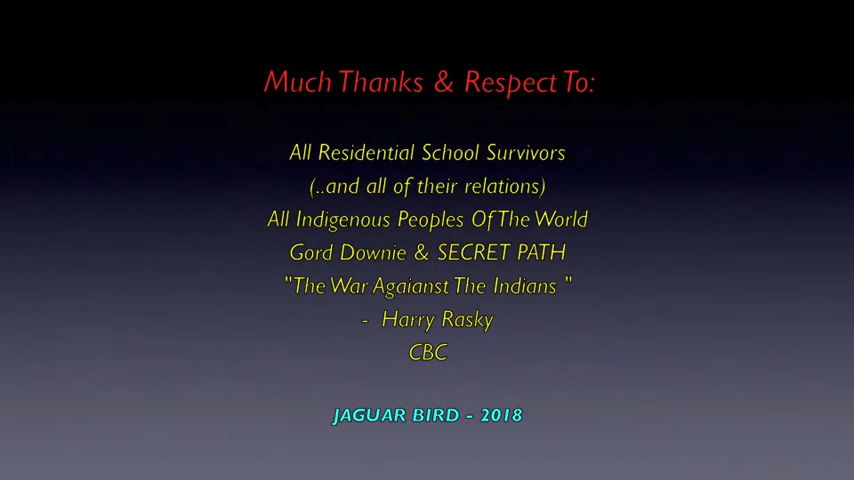 Much Thanks & Respect To:
All Residential School Survivors
(..and all of their relations)
All Indigenous Peoples Of The World
Gord Downie & SECRET PATH
"The War Agaianst The Indians "
- Harry Rasky
CBC
JAGUAR BIRD - 2018